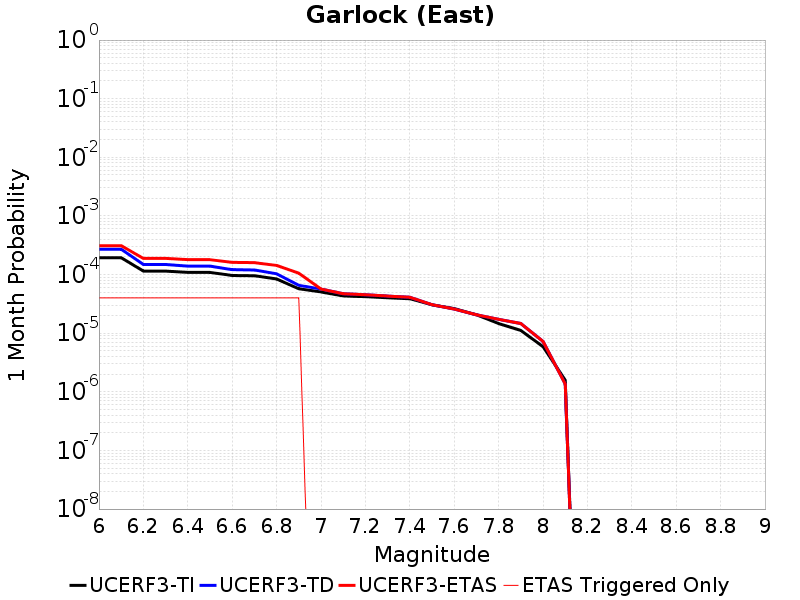 Garlock (East)
1 Month Probability
10^0
10^-1
10^-2
10^-3
10^-4
10^-5
10^-6
10^-7
10^-8
6 6.2 6.4 6.6 6.8 7 7.2 7.4 7.6 7.8 8 8.2 8.4 8.6 8.8 9
Magnitude
UCERF3-TI UCERF3-TD UCERF3-ETAS ETAS Triggered Only